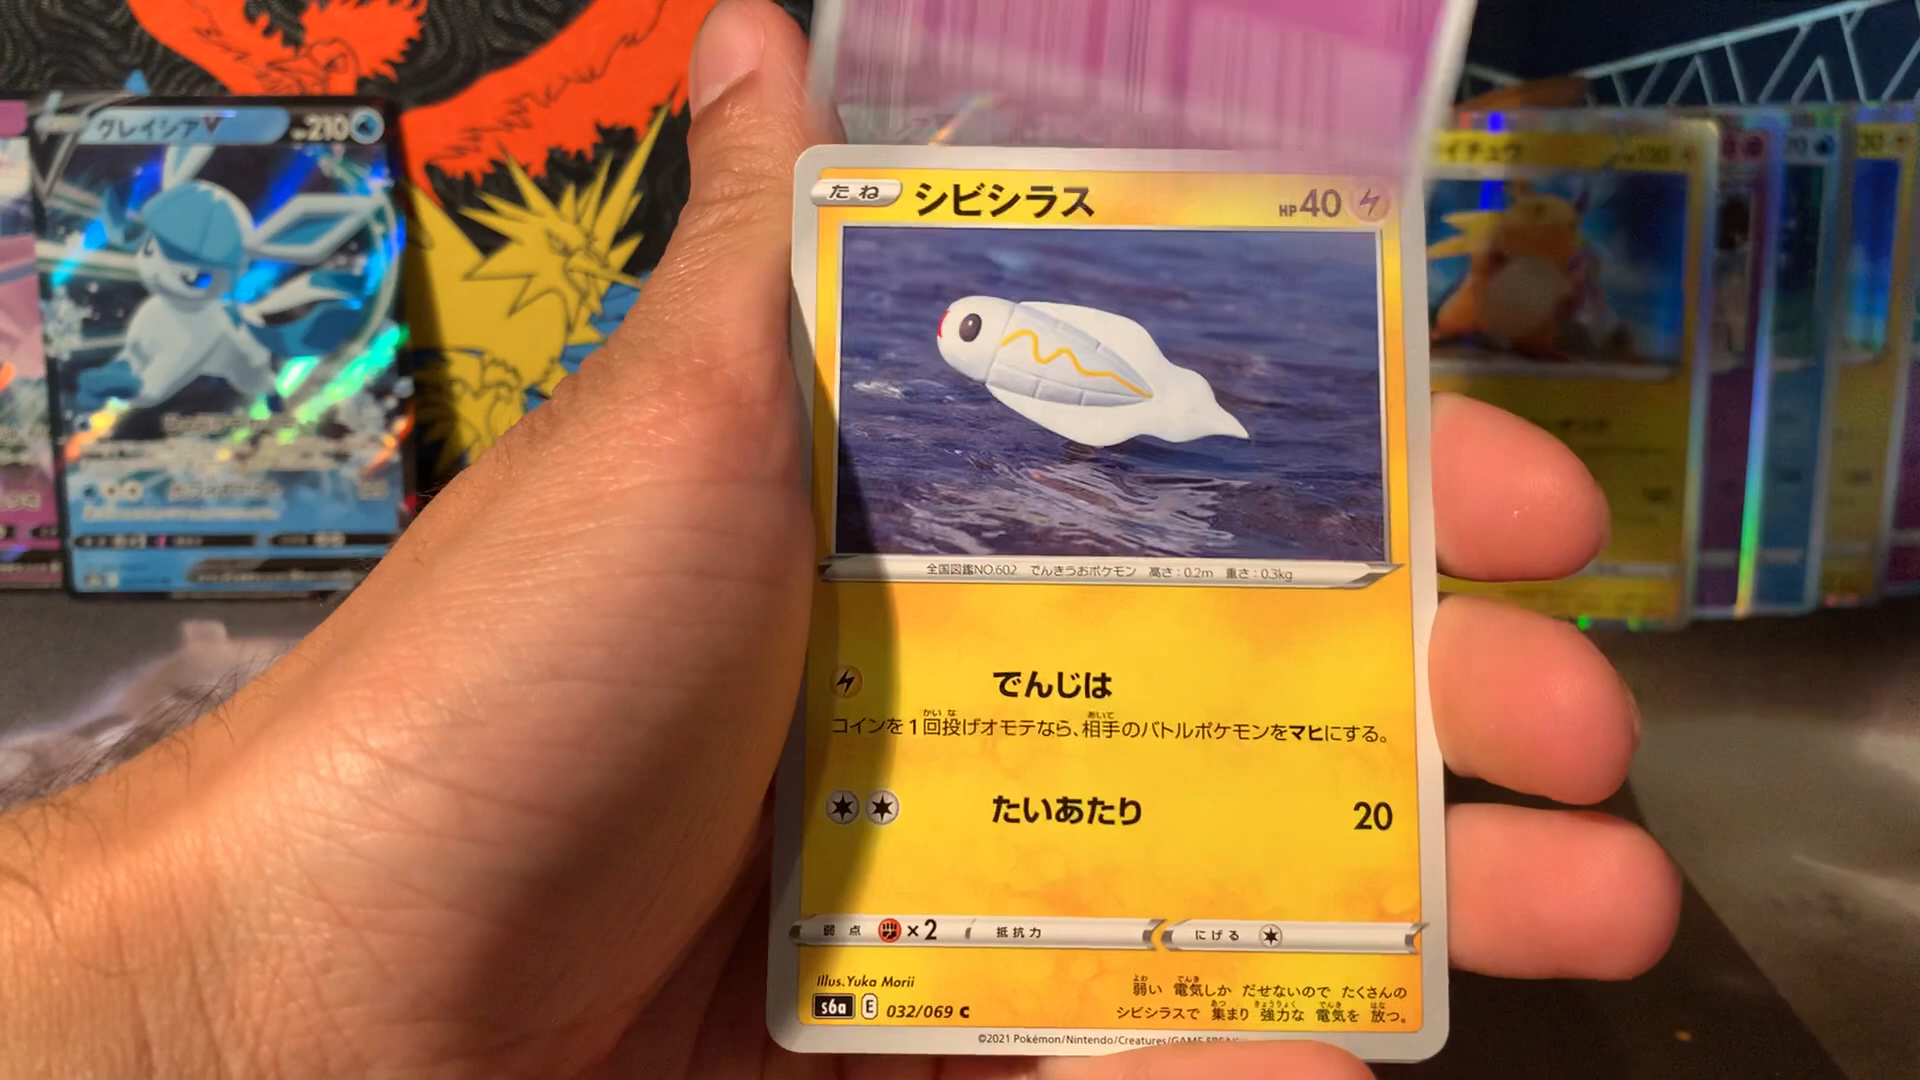 グレイシアV
210
イチュウ
たね シビシラス HP40
全国図鑑NO.602 でんきうおポケモン 高さ:0.2m 重さ:0.3kg
でんじは
コインを1回投げオモテなら、相手のバトルポケモンをマヒにする。
たいあたり 20
弱点 ×2 抵抗力 にげる
Illus. Yuka Morii
s6a E 032/069 C
弱い 電気しか だせないので たくさんの
シビシラスで 集まり 強力な 電気を 放つ。
©2021 Pokémon/Nintendo/Creatures/GAME FREAK